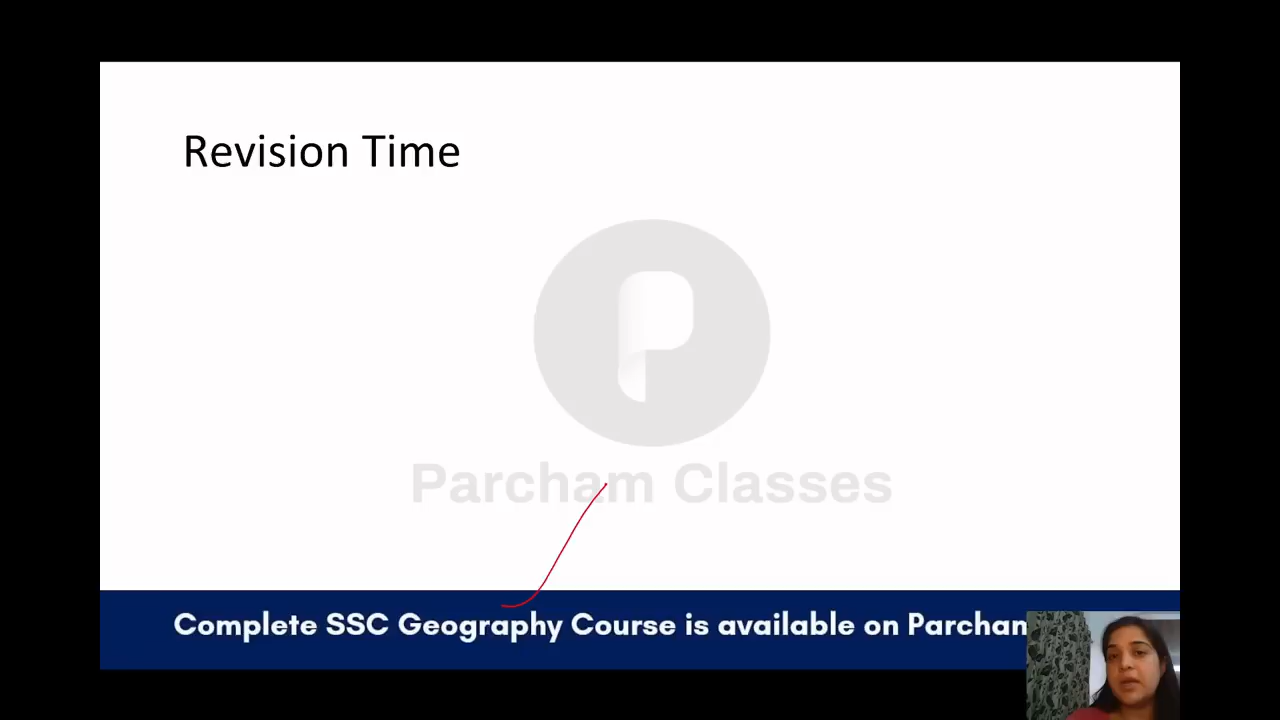 Revision Time
Parcham Classes
Complete SSC Geography Course is available on Parcham